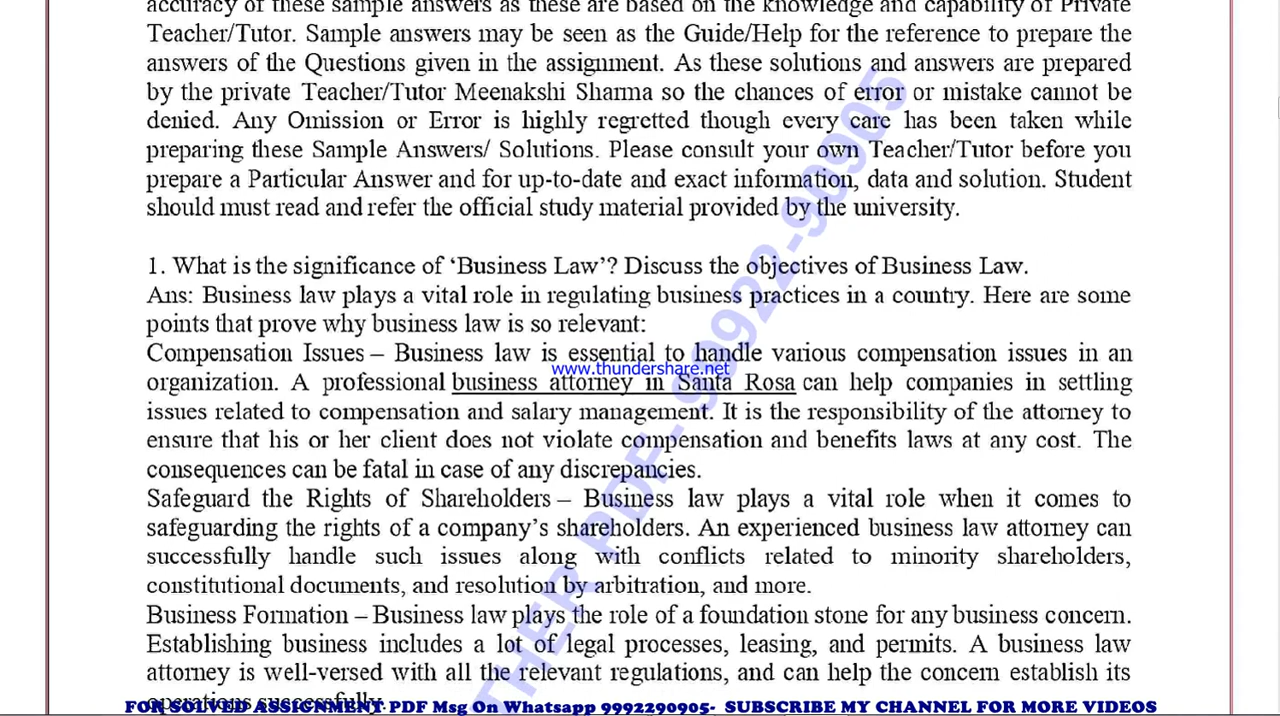 accuracy of these sample answers as these are based on the knowledge and capability of Private
Teacher/Tutor. Sample answers may be seen as the Guide/Help for the reference to prepare the
answers of the Questions given in the assignment. As these solutions and answers are prepared
by the private Teacher/Tutor Meenakshi Sharma so the chances of error or mistake cannot be
denied. Any Omission or Error is highly regretted though every care has been taken while
preparing these Sample Answers/ Solutions. Please consult your own Teacher/Tutor before you
prepare a Particular Answer and for up-to-date and exact information, data and solution. Student
should must read and refer the official study material provided by the university.
1. What is the significance of ‘Business Law’? Discuss the objectives of Business Law.
Ans: Business law plays a vital role in regulating business practices in a country. Here are some
points that prove why business law is so relevant:
Compensation Issues – Business law is essential to handle various compensation issues in an
www.thundershare.net
organization. A professional business attorney in Santa Rosa can help companies in settling
issues related to compensation and salary management. It is the responsibility of the attorney to
ensure that his or her client does not violate compensation and benefits laws at any cost. The
consequences can be fatal in case of any discrepancies.
Safeguard the Rights of Shareholders – Business law plays a vital role when it comes to
safeguarding the rights of a company’s shareholders. An experienced business law attorney can
successfully handle such issues along with conflicts related to minority shareholders,
constitutional documents, and resolution by arbitration, and more.
Business Formation – Business law plays the role of a foundation stone for any business concern.
Establishing business includes a lot of legal processes, leasing, and permits. A business law
attorney is well-versed with all the relevant regulations, and can help the concern establish its
operations successfully.
FOR SOLVED ASSIGNMENT PDF Msg On Whatsapp 9992290905- SUBSCRIBE MY CHANNEL FOR MORE VIDEOS
THER PDF- 99922-90905